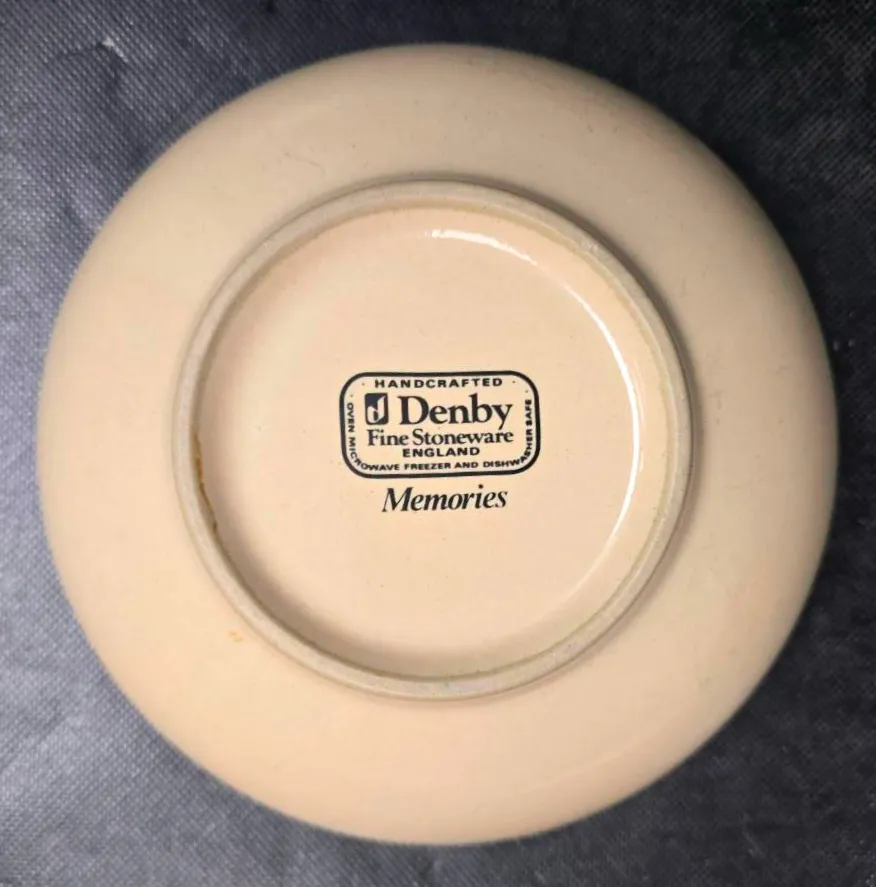 · HANDCRAFTED ·
Denby
Fine Stoneware
ENGLAND
OVEN MICROWAVE FREEZER AND DISHWASHER SAFE
Memories